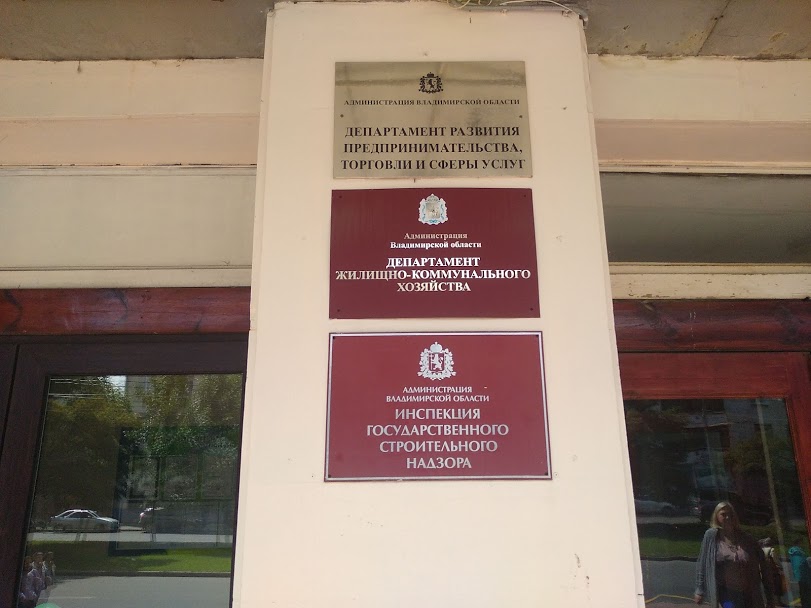 АДМИНИСТРАЦИЯ ВЛАДИМИРСКОЙ ОБЛАСТИ
ДЕПАРТАМЕНТ РАЗВИТИЯ
ПРЕДПРИНИМАТЕЛЬСТВА,
ТОРГОВЛИ И СФЕРЫ УСЛУГ
Администрация
Владимирской области
ДЕПАРТАМЕНТ
ЖИЛИЩНО-КОММУНАЛЬНОГО
ХОЗЯЙСТВА
АДМИНИСТРАЦИЯ
ВЛАДИМИРСКОЙ ОБЛАСТИ
ИНСПЕКЦИЯ
ГОСУДАРСТВЕННОГО
СТРОИТЕЛЬНОГО
НАДЗОРА